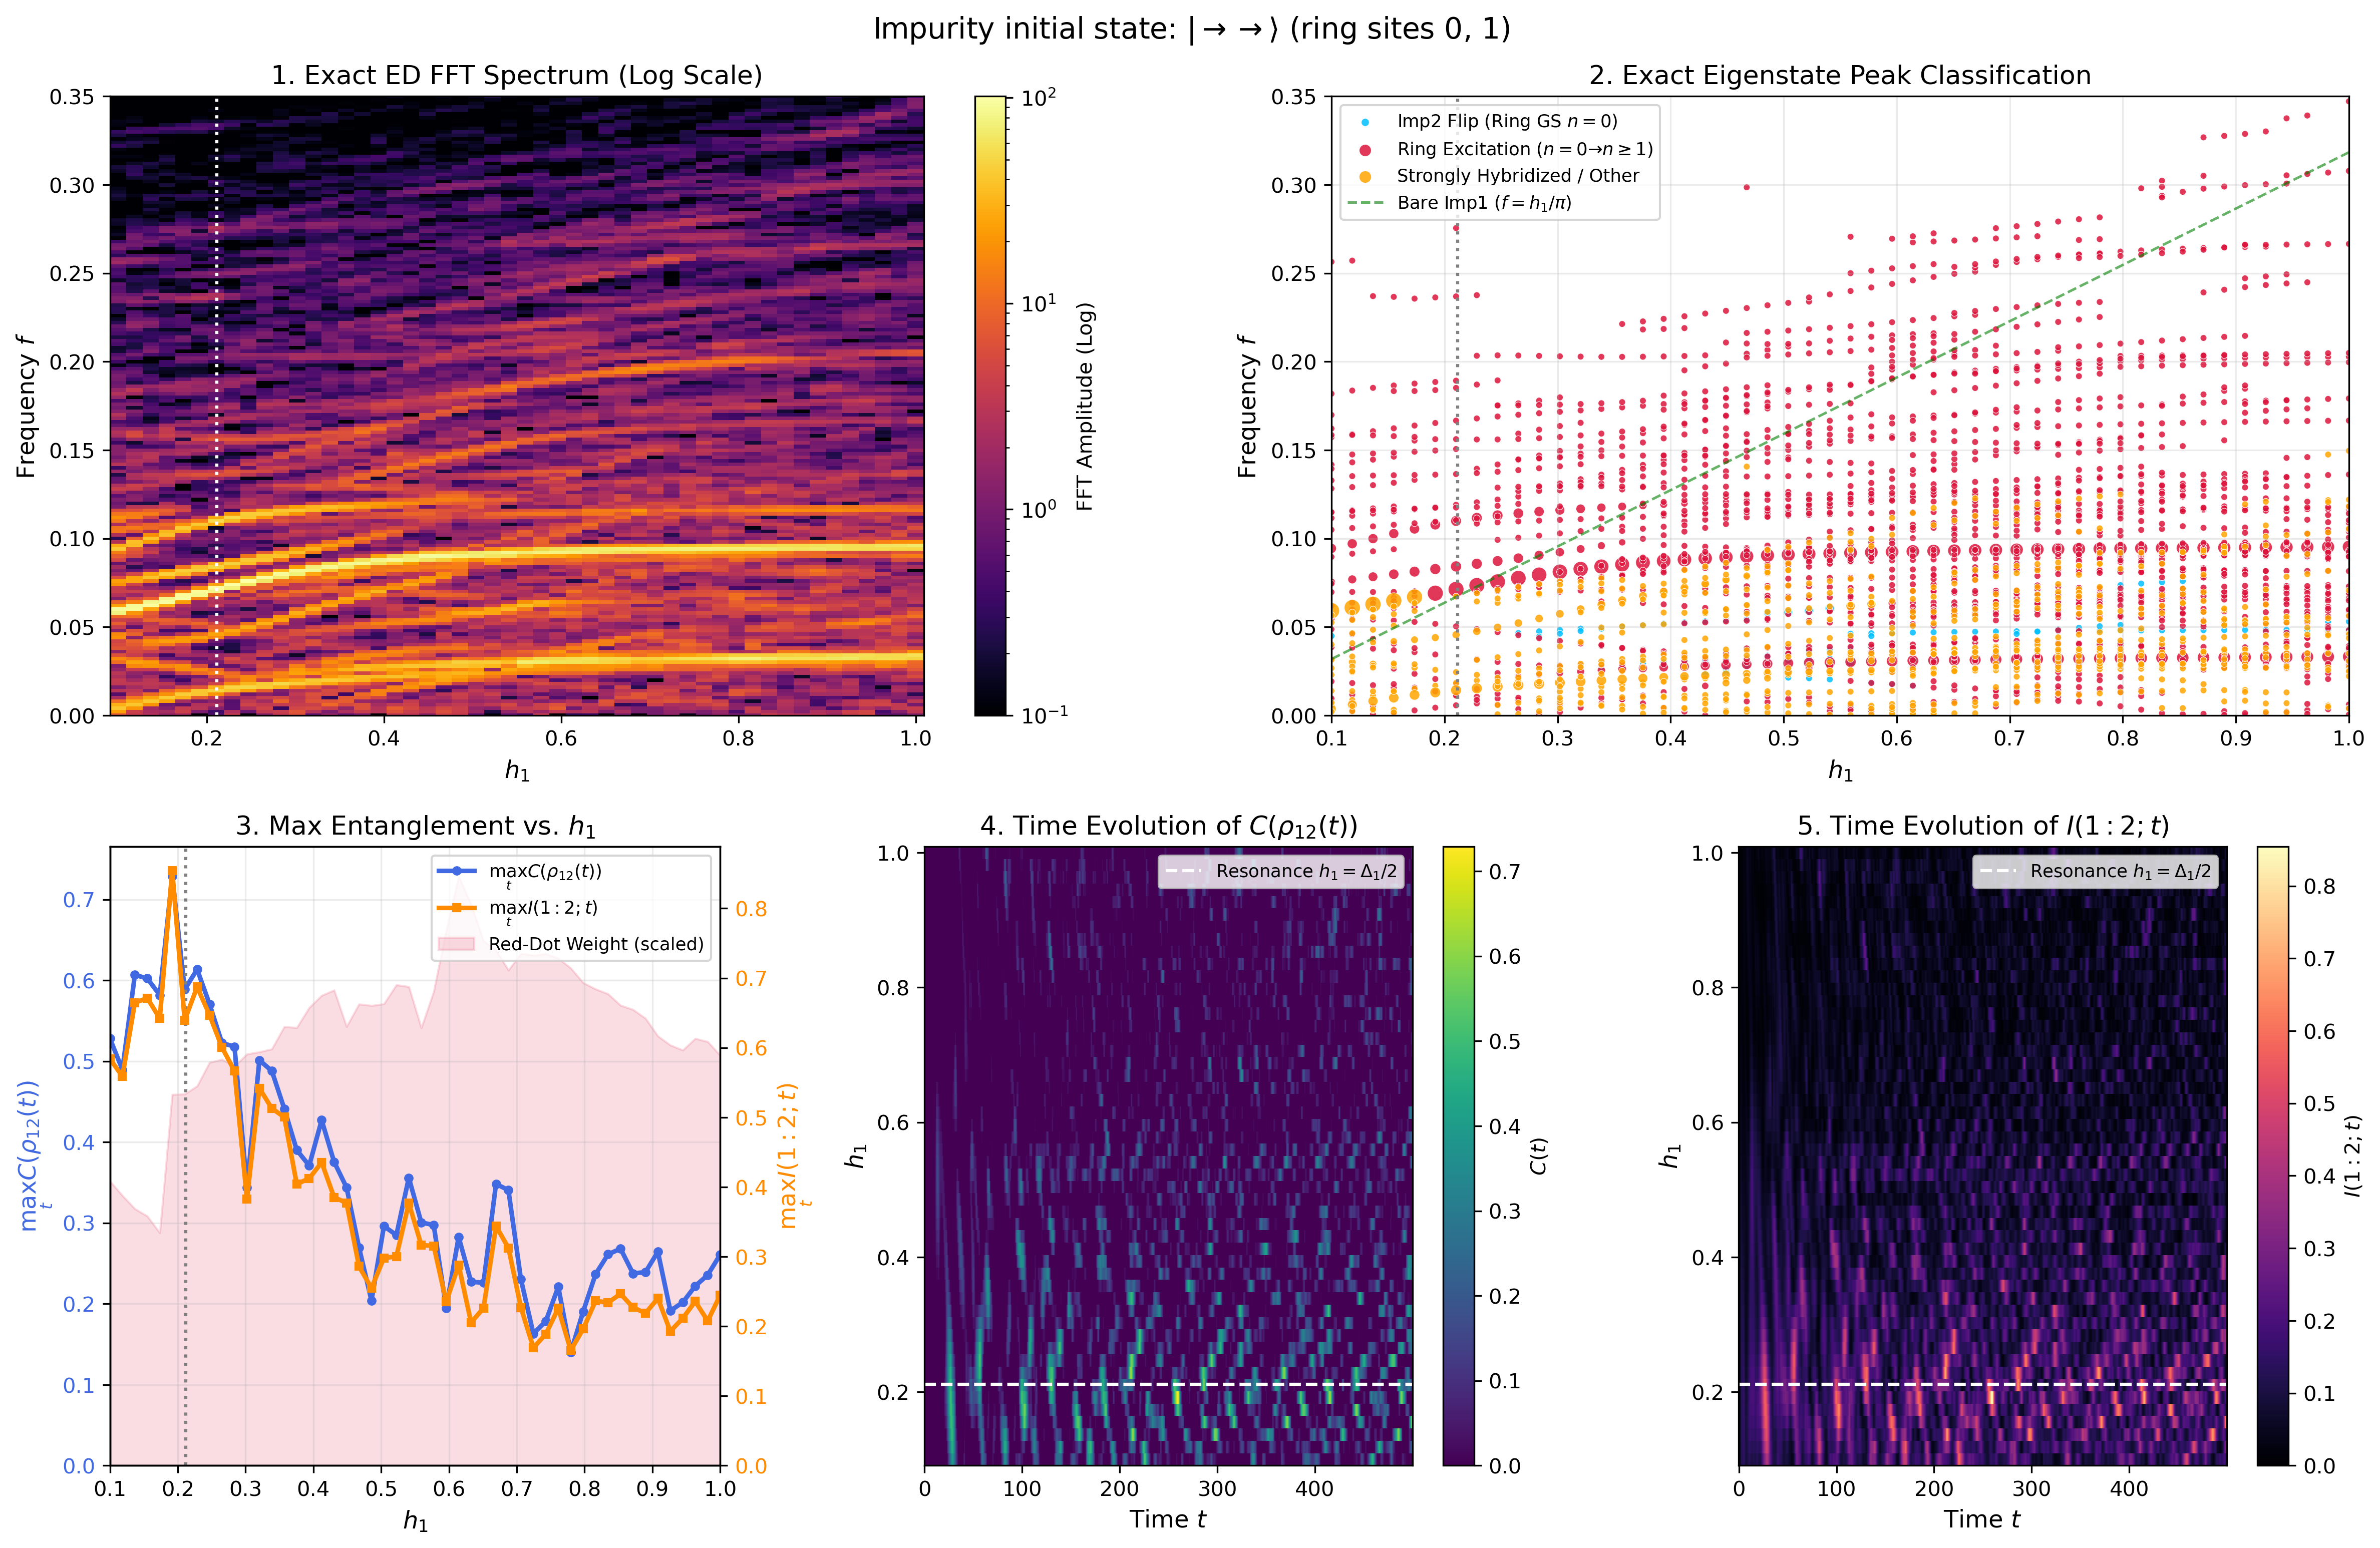 Impurity initial state: |→→⟩ (ring sites 0, 1)
1. Exact ED FFT Spectrum (Log Scale)
0.35
0.30
0.25
0.20
0.15
0.10
0.05
0.00
Frequency f
0.2 0.4 0.6 0.8 1.0
h₁
10²
10¹
10⁰
10⁻¹
FFT Amplitude (Log)
2. Exact Eigenstate Peak Classification
Imp2 Flip (Ring GS n = 0)
Ring Excitation (n = 0→n ≥ 1)
Strongly Hybridized / Other
Bare Imp1 (f = h₁/π)
0.35
0.30
0.25
0.20
0.15
0.10
0.05
0.00
Frequency f
0.1 0.2 0.3 0.4 0.5 0.6 0.7 0.8 0.9 1.0
h₁
3. Max Entanglement vs. h₁
max C(ρ₁₂(t))
t
max I(1 : 2; t)
t
Red-Dot Weight (scaled)
0.7
0.6
0.5
0.4
0.3
0.2
0.1
0.0
max C(ρ₁₂(t))
t
0.8
0.7
0.6
0.5
0.4
0.3
0.2
0.1
0.0
max I(1 : 2; t)
t
0.1 0.2 0.3 0.4 0.5 0.6 0.7 0.8 0.9 1.0
h₁
4. Time Evolution of C(ρ₁₂(t))
Resonance h₁ = Δ₁/2
1.0
0.8
0.6
0.4
0.2
h₁
0 100 200 300 400
Time t
0.7
0.6
0.5
0.4
0.3
0.2
0.1
0.0
C(t)
5. Time Evolution of I(1 : 2; t)
Resonance h₁ = Δ₁/2
1.0
0.8
0.6
0.4
0.2
h₁
0 100 200 300 400
Time t
0.8
0.7
0.6
0.5
0.4
0.3
0.2
0.1
0.0
I(1 : 2; t)